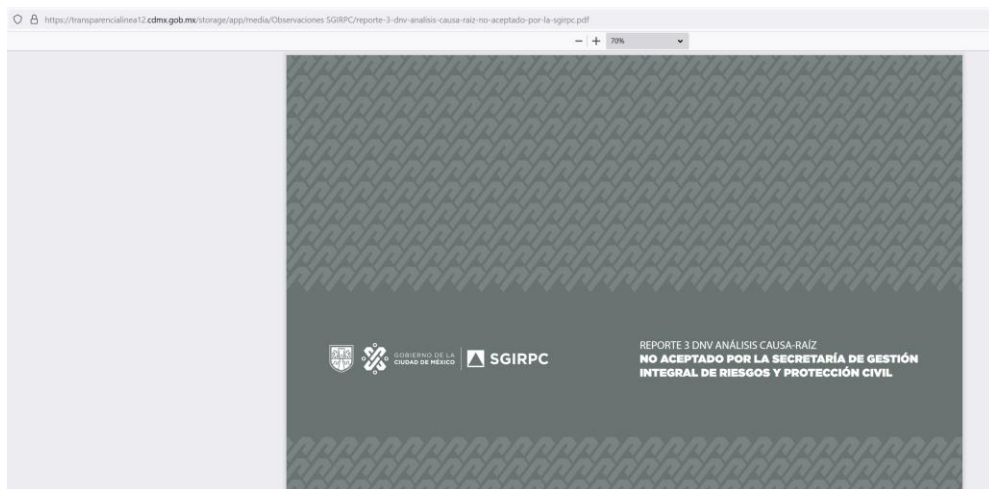 https://transparencialinea12.cdmx.gob.mx/storage/app/media/Observaciones SGIRPC/reporte-3-dnv-analisis-causa-raiz-no-aceptado-por-la-sgirpc.pdf
70%
GOBIERNO DE LA
CIUDAD DE MÉXICO
SGIRPC
REPORTE 3 DNV ANÁLISIS CAUSA-RAÍZ
NO ACEPTADO POR LA SECRETARÍA DE GESTIÓN
INTEGRAL DE RIESGOS Y PROTECCIÓN CIVIL